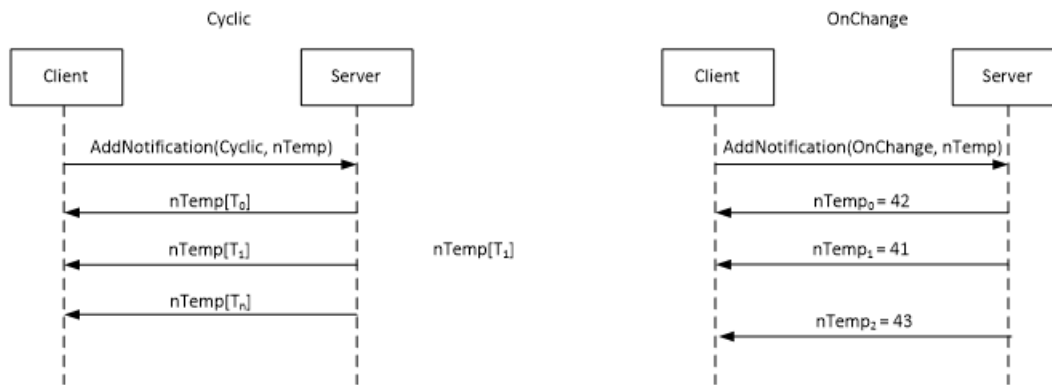 Cyclic
OnChange
Client
Server
Client
Server
AddNotification(Cyclic, nTemp)
AddNotification(OnChange, nTemp)
nTemp[T₀]
nTemp₀ = 42
nTemp[T₁]
nTemp[T₁]
nTemp₁ = 41
nTemp[Tₙ]
nTemp₂ = 43